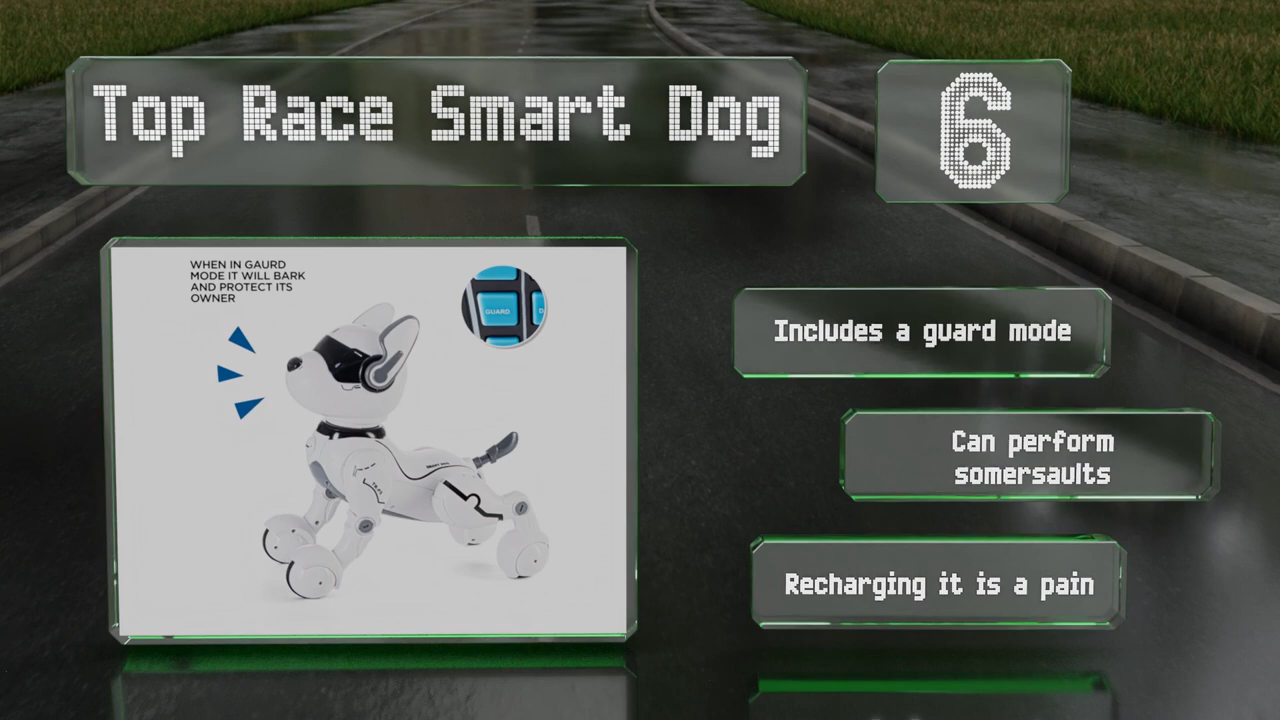 Top Race Smart Dog
6
WHEN IN GAURD
MODE IT WILL BARK
AND PROTECT ITS
OWNER
GUARD
D
Includes a guard mode
Can perform
somersaults
Recharging it is a pain